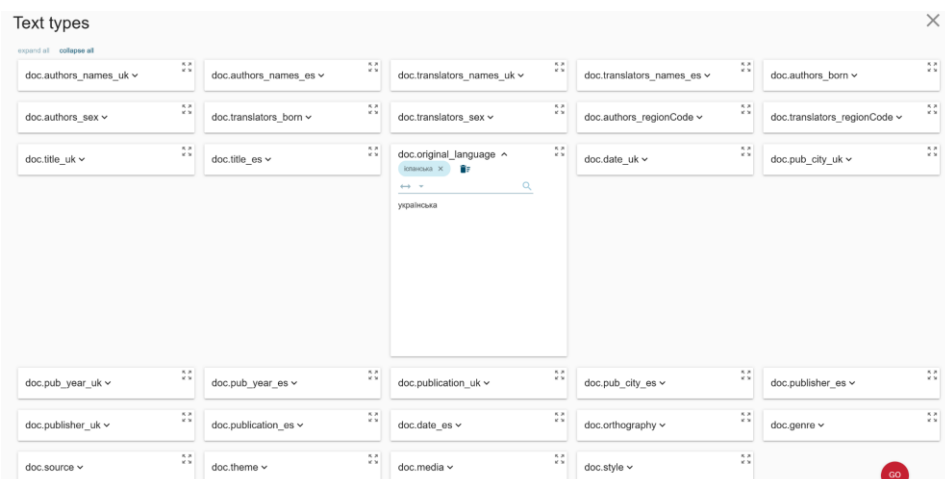 Text types
expand all collapse all
doc.authors_names_uk doc.authors_names_es doc.translators_names_uk doc.translators_names_es doc.authors_born
doc.authors_sex doc.translators_born doc.translators_sex doc.authors_regionCode doc.translators_regionCode
doc.title_uk doc.title_es doc.original_language doc.date_uk doc.pub_city_uk
іспанська
українська
doc.pub_year_uk doc.pub_year_es doc.publication_uk doc.pub_city_es doc.publisher_es
doc.publisher_uk doc.publication_es doc.date_es doc.orthography doc.genre
doc.source doc.theme doc.media doc.style
GO